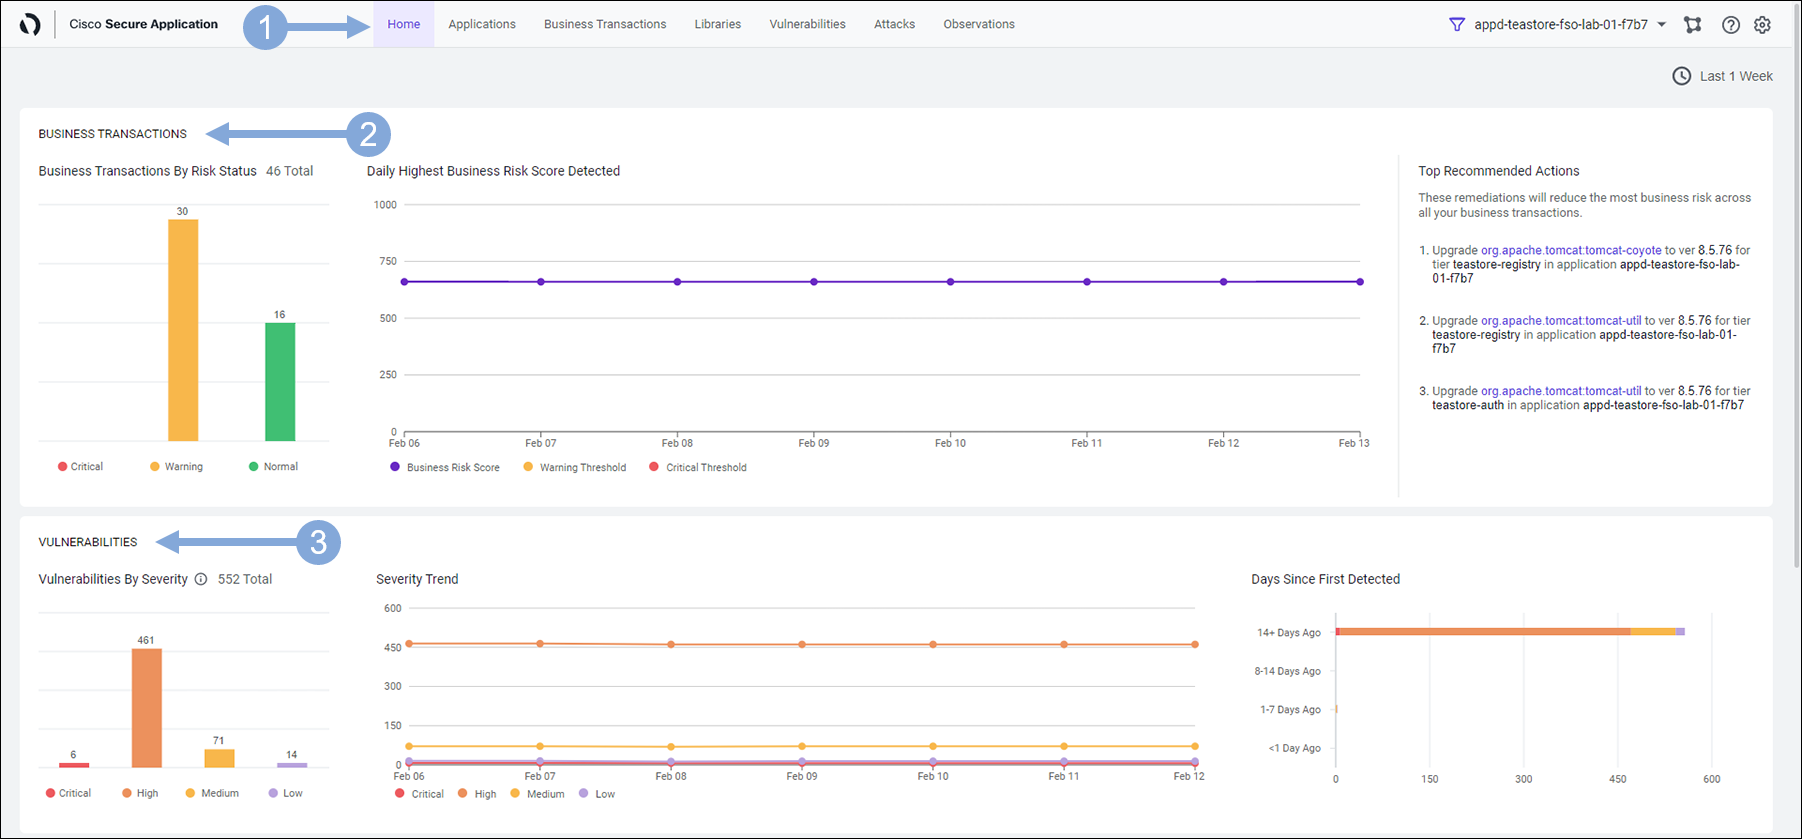 Cisco Secure Application
1
Home
Applications
Business Transactions
Libraries
Vulnerabilities
Attacks
Observations
appd-teastore-fso-lab-01-f7b7
Last 1 Week
BUSINESS TRANSACTIONS
2
Business Transactions By Risk Status 46 Total
30
16
Critical
Warning
Normal
Daily Highest Business Risk Score Detected
1000
750
500
250
0
Feb 06
Feb 07
Feb 08
Feb 09
Feb 10
Feb 11
Feb 12
Feb 13
Business Risk Score
Warning Threshold
Critical Threshold
Top Recommended Actions
These remediations will reduce the most business risk across
all your business transactions.
1. Upgrade org.apache.tomcat:tomcat-coyote to ver 8.5.76 for
tier teastore-registry in application appd-teastore-fso-lab-
01-f7b7
2. Upgrade org.apache.tomcat:tomcat-util to ver 8.5.76 for tier
teastore-registry in application appd-teastore-fso-lab-01-
f7b7
3. Upgrade org.apache.tomcat:tomcat-util to ver 8.5.76 for tier
teastore-auth in application appd-teastore-fso-lab-01-f7b7
VULNERABILITIES
3
Vulnerabilities By Severity 552 Total
6
461
71
14
Critical
High
Medium
Low
Severity Trend
600
450
300
150
0
Feb 06
Feb 07
Feb 08
Feb 09
Feb 10
Feb 11
Feb 12
Critical
High
Medium
Low
Days Since First Detected
14+ Days Ago
8-14 Days Ago
1-7 Days Ago
<1 Day Ago
0
150
300
450
600